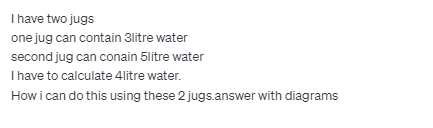 I have two jugs
one jug can contain 3litre water
second jug can conain 5litre water
I have to calculate 4litre water.
How i can do this using these 2 jugs.answer with diagrams